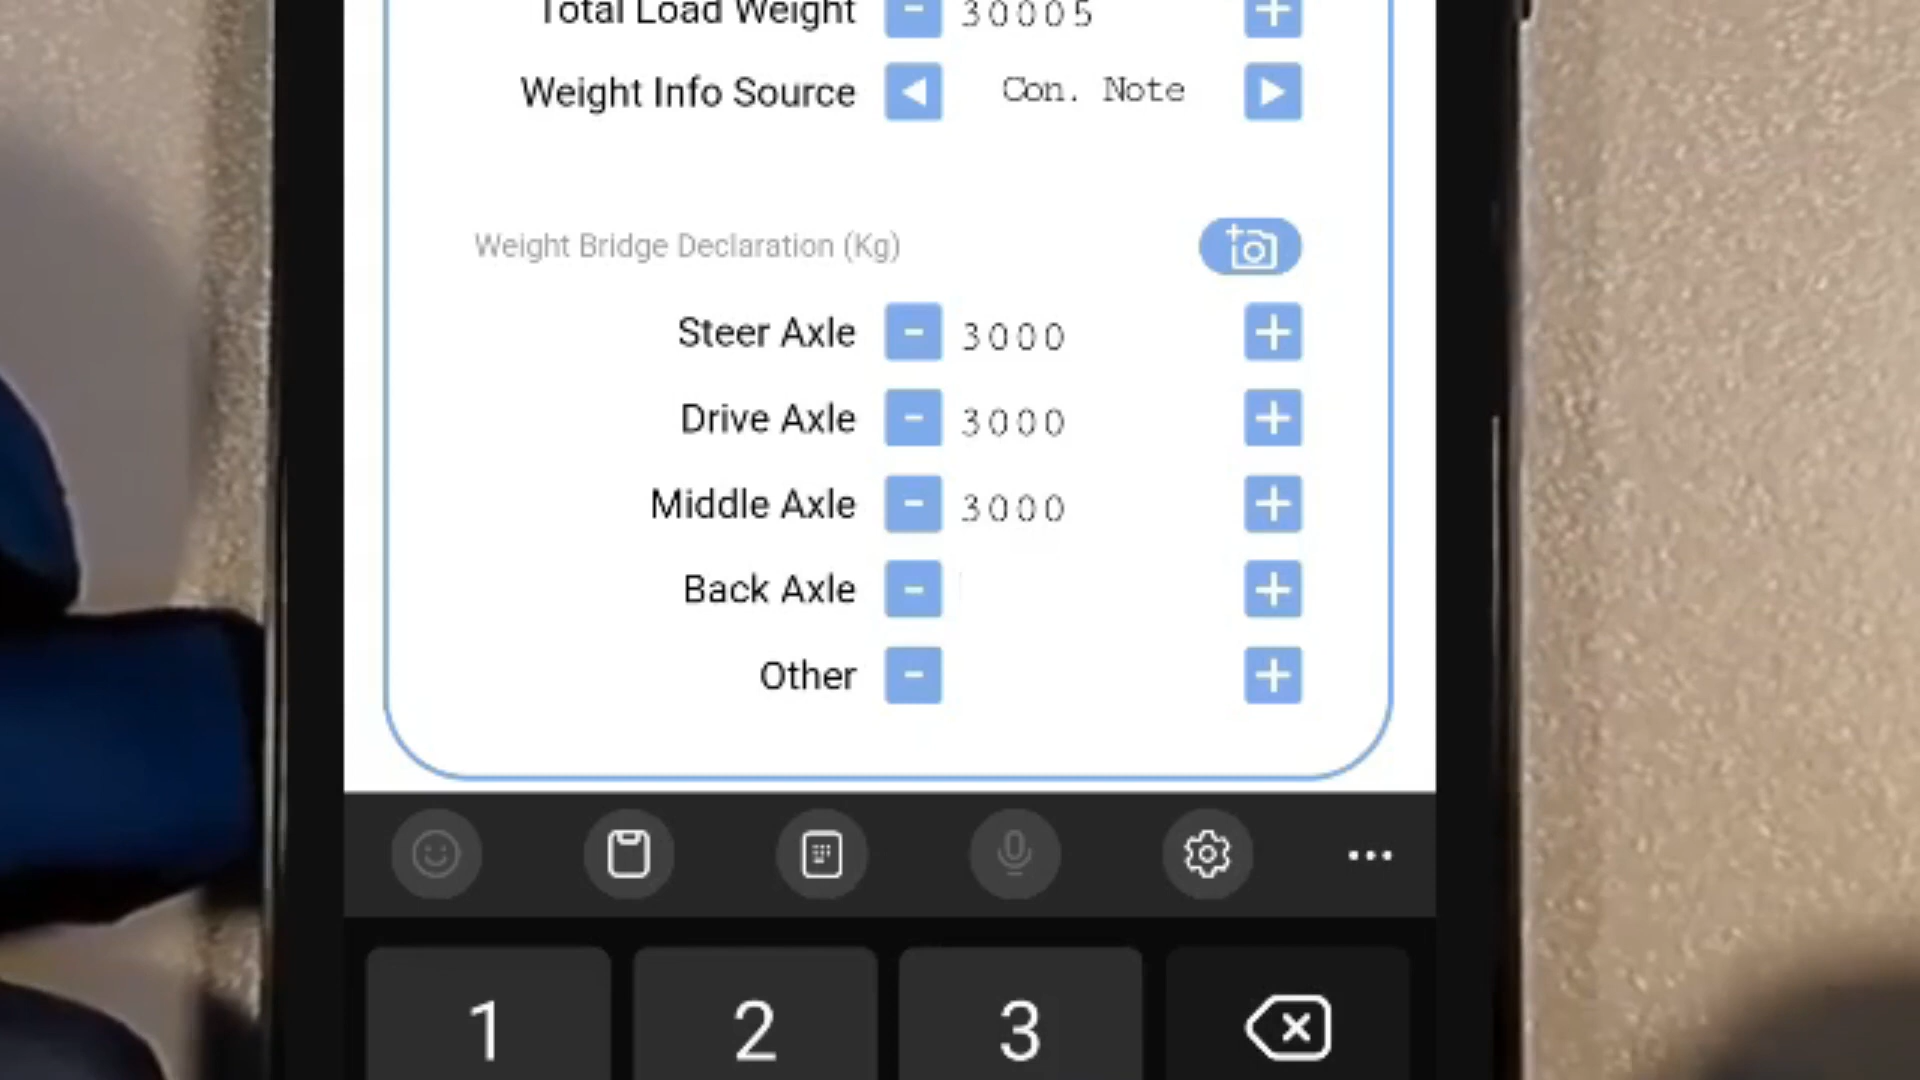 Total Load Weight - 30005 +
Weight Info Source Con. Note
Weight Bridge Declaration (Kg)
Steer Axle - 3000 +
Drive Axle - 3000 +
Middle Axle - 3000 +
Back Axle - +
Other - +
1 2 3